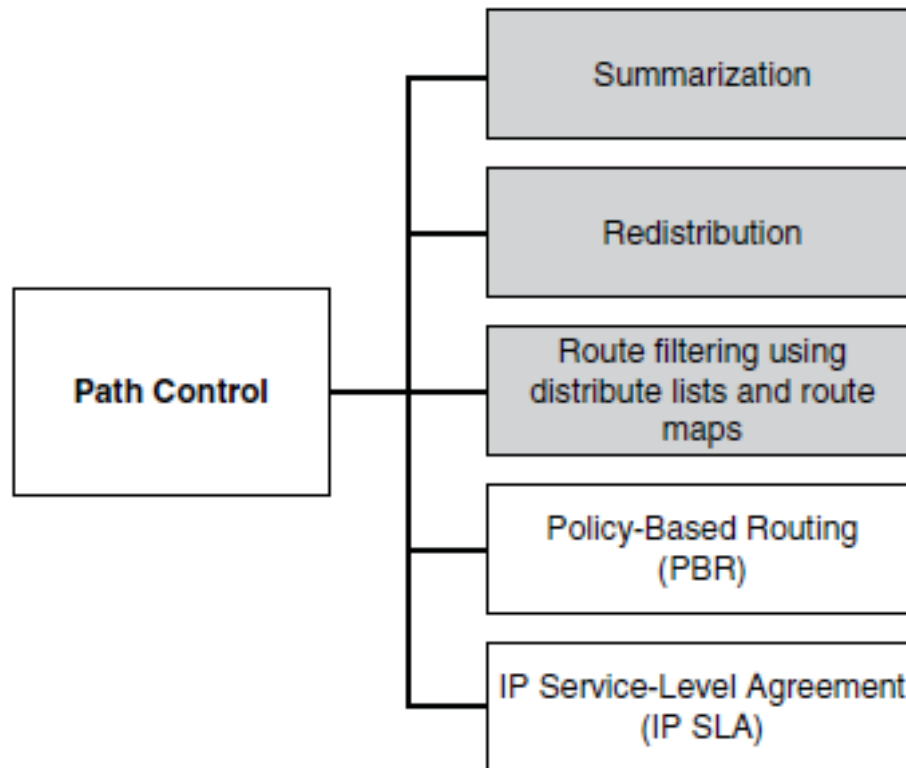 Summarization
Redistribution
Route filtering using
distribute lists and route
maps
Path Control
Policy-Based Routing
(PBR)
IP Service-Level Agreement
(IP SLA)